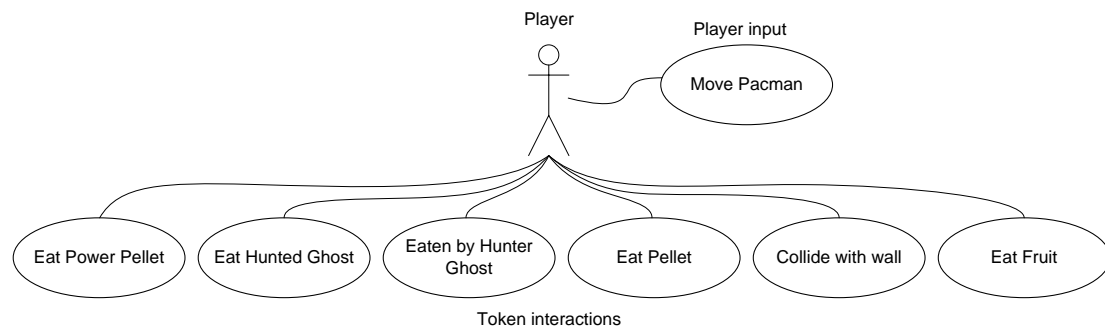 Player
Player input
Move Pacman
Eat Power Pellet
Eat Hunted Ghost
Eaten by Hunter
Ghost
Eat Pellet
Collide with wall
Eat Fruit
Token interactions